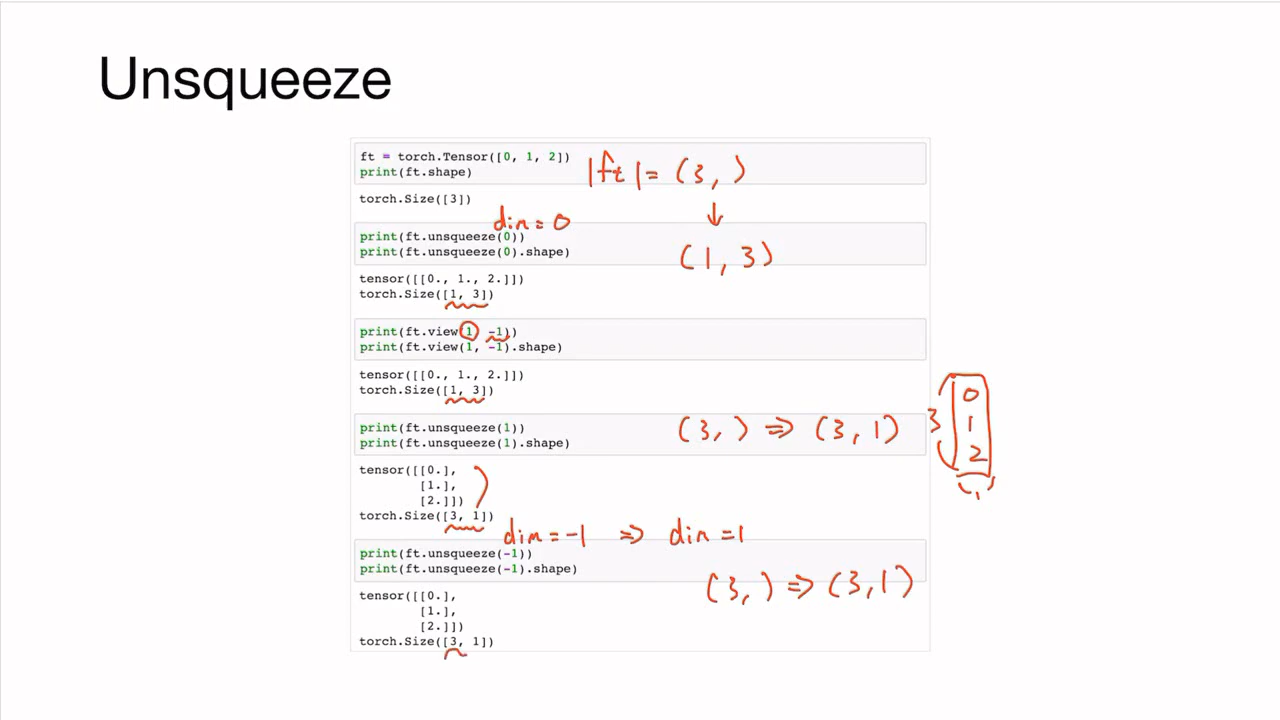 Unsqueeze
ft = torch.Tensor([0, 1, 2])
print(ft.shape)
|ft| = (3, )
torch.Size([3])
dim = 0
↓
print(ft.unsqueeze(0))
print(ft.unsqueeze(0).shape)
(1, 3)
tensor([[0., 1., 2.]])
torch.Size([1, 3])
print(ft.view(1, -1))
print(ft.view(1, -1).shape)
tensor([[0., 1., 2.]])
torch.Size([1, 3])
print(ft.unsqueeze(1))
print(ft.unsqueeze(1).shape)
(3, ) ⇒ (3, 1)
3
0
1
2
1
tensor([[0.],
[1.],
[2.]])
torch.Size([3, 1])
dim = -1 ⇒ dim = 1
print(ft.unsqueeze(-1))
print(ft.unsqueeze(-1).shape)
(3, ) ⇒ (3, 1)
tensor([[0.],
[1.],
[2.]])
torch.Size([3, 1])